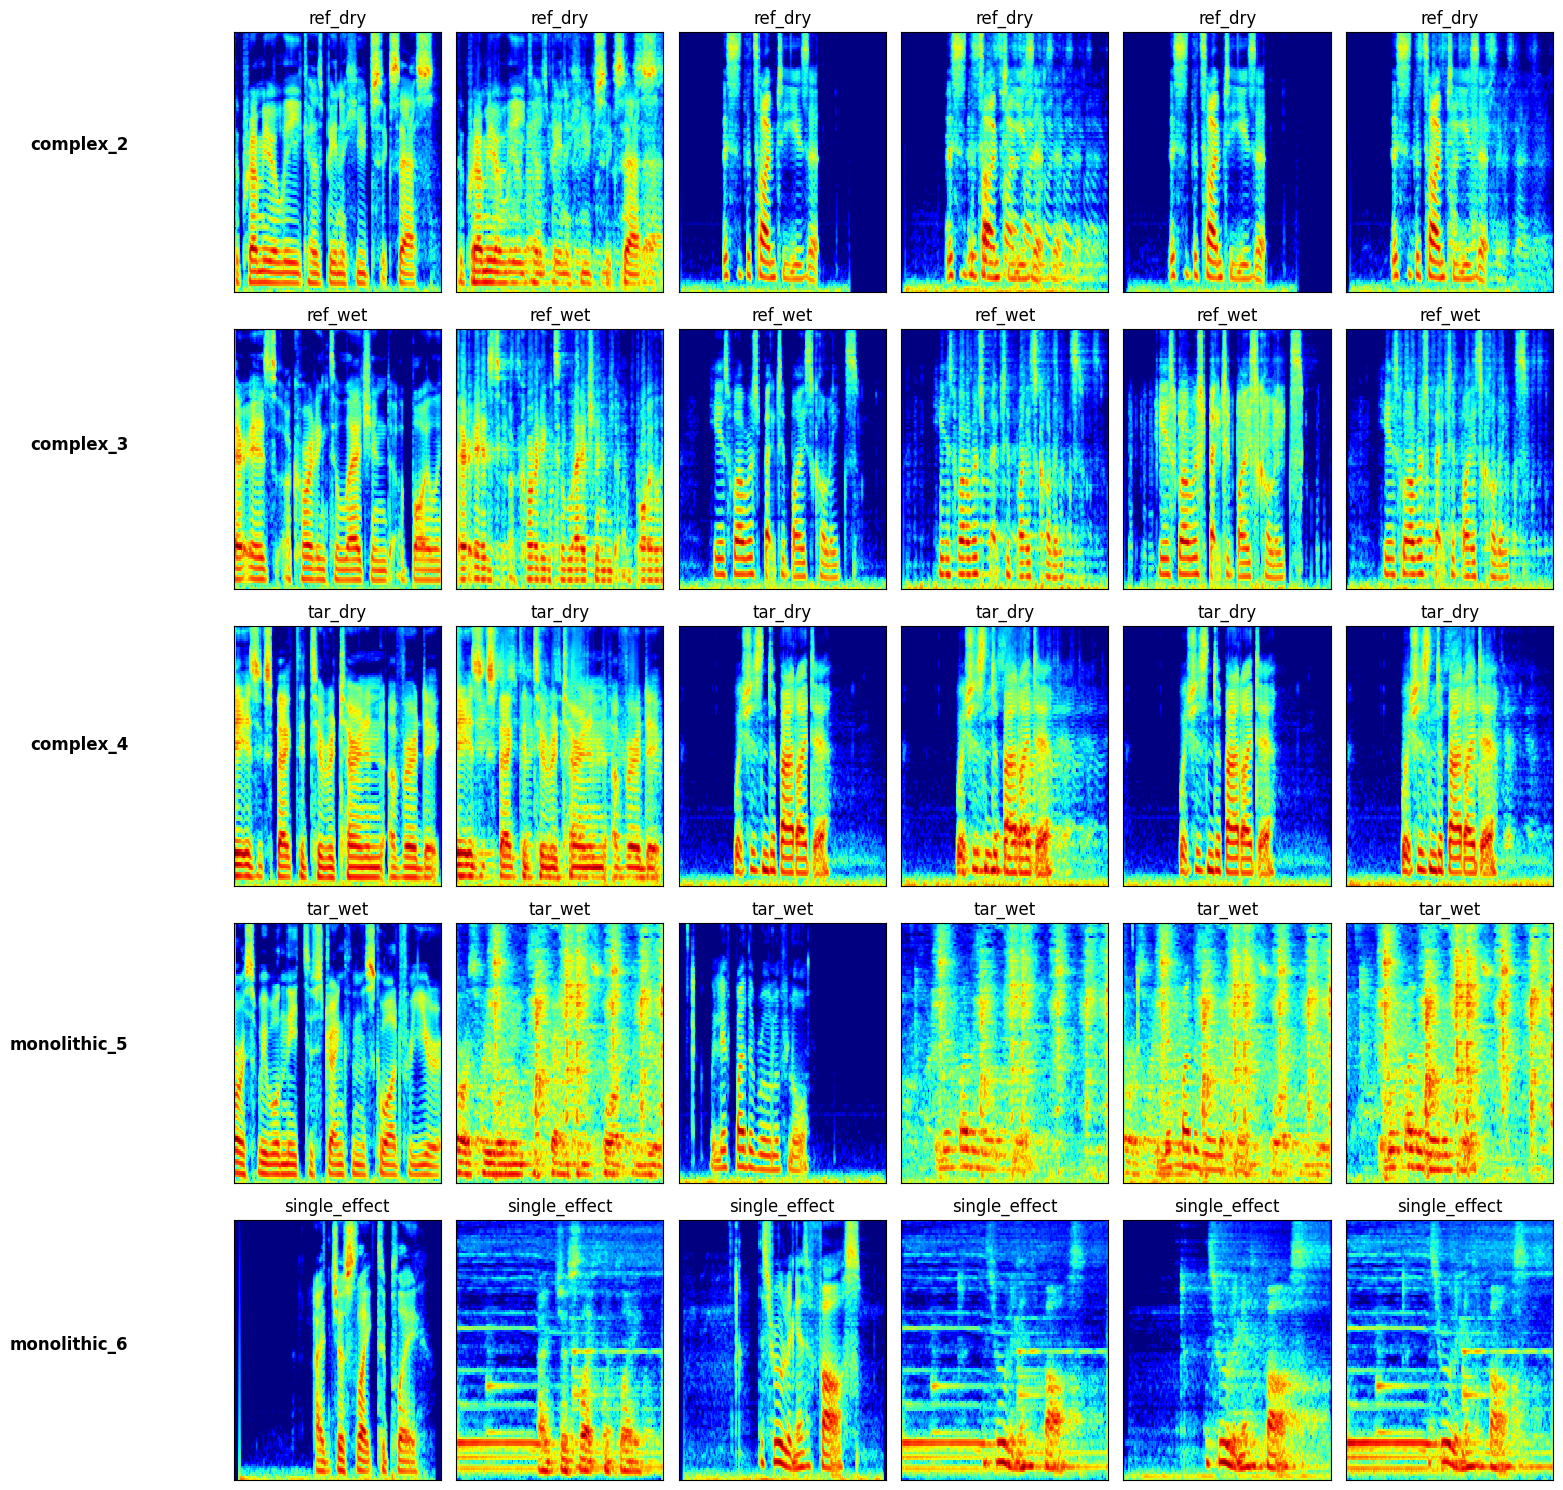 ref_dry ref_dry ref_dry ref_dry ref_dry ref_dry
complex_2
ref_wet ref_wet ref_wet ref_wet ref_wet ref_wet
complex_3
tar_dry tar_dry tar_dry tar_dry tar_dry tar_dry
complex_4
tar_wet tar_wet tar_wet tar_wet tar_wet tar_wet
monolithic_5
single_effect single_effect single_effect single_effect single_effect single_effect
monolithic_6